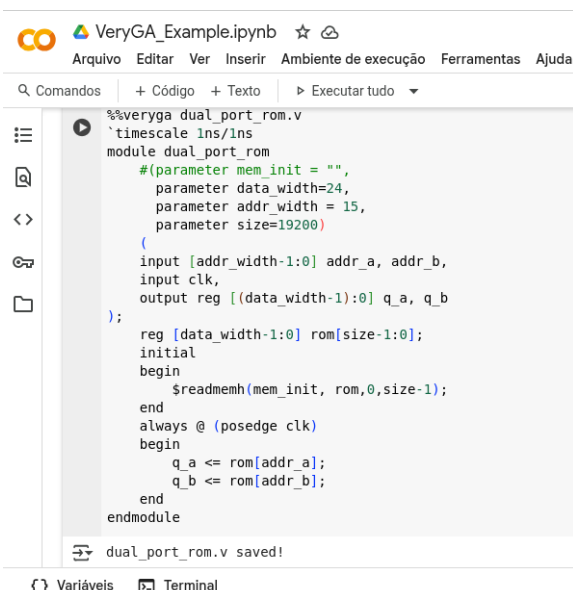 VeryGA_Example.ipynb
Arquivo Editar Ver Inserir Ambiente de execução Ferramentas Ajuda
Comandos + Código + Texto Executar tudo
%%veryga dual_port_rom.v
`timescale 1ns/1ns
module dual_port_rom
    #(parameter mem_init = "",
      parameter data_width=24,
      parameter addr_width = 15,
      parameter size=19200)
    (
    input [addr_width-1:0] addr_a, addr_b,
    input clk,
    output reg [(data_width-1):0] q_a, q_b
);
    reg [data_width-1:0] rom[size-1:0];
    initial
    begin
        $readmemh(mem_init, rom,0,size-1);
    end
    always @ (posedge clk)
    begin
        q_a <= rom[addr_a];
        q_b <= rom[addr_b];
    end
endmodule
dual_port_rom.v saved!
Variáveis Terminal